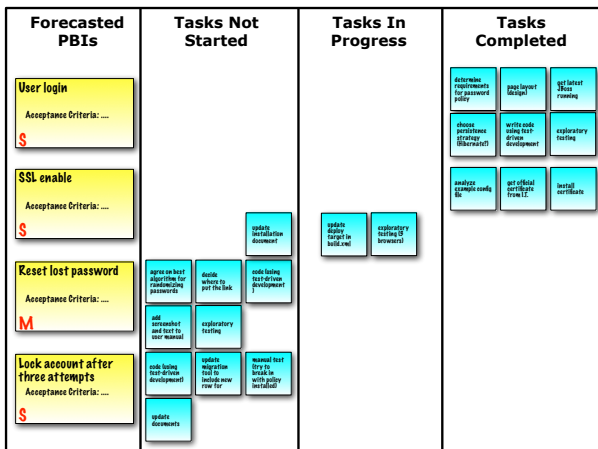 Forecasted
PBIs
Tasks Not
Started
Tasks In
Progress
Tasks
Completed
User login
Acceptance Criteria: ....
S
determine
requirements
for password
policy
page layout
(design)
get latest
JBoss
running
choose
persistence
strategy
(Hibernate?)
write code
using test-
driven
development
exploratory
testing
SSL enable
S
update
installation
document
update
deploy
target in
build.xml
exploratory
testing (3
browsers)
analyze
example config
file
get official
certificate
from I.T.
install
certificate
Reset lost password
Acceptance Criteria: ....
M
agree on best
algorithm for
randomizing
passwords
decide
where to
put the link
code (using
test-driven
development
)
add
screenshot
and text to
user manual
exploratory
testing
Lock account after
three attempts
Acceptance Criteria: ....
S
code (using
test-driven
development)
update
migration
tool to
include new
row for
manual test
(try to
break in
with policy
installed)
update
documents